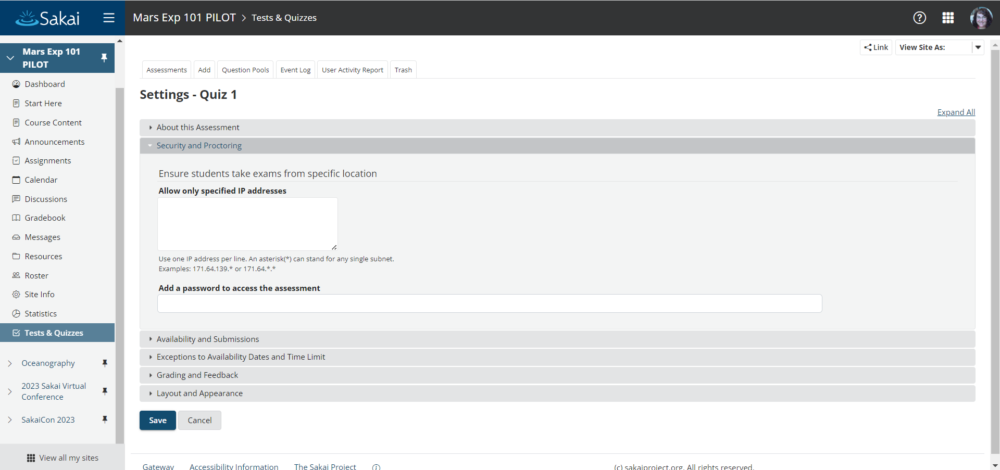 Sakai
Mars Exp 101 PILOT > Tests & Quizzes
Mars Exp 101
PILOT
Dashboard
Start Here
Course Content
Announcements
Assignments
Calendar
Discussions
Gradebook
Messages
Resources
Roster
Site Info
Statistics
Tests & Quizzes
Oceanography
2023 Sakai Virtual
Conference
SakaiCon 2023
View all my sites
Link
View Site As:
Assessments
Add
Question Pools
Event Log
User Activity Report
Trash
Settings - Quiz 1
Expand All
About this Assessment
Security and Proctoring
Ensure students take exams from specific location
Allow only specified IP addresses
Use one IP address per line. An asterisk(*) can stand for any single subnet.
Examples: 171.64.139.* or 171.64.*.*
Add a password to access the assessment
Availability and Submissions
Exceptions to Availability Dates and Time Limit
Grading and Feedback
Layout and Appearance
Save
Cancel
Gateway
Accessibility Information
The Sakai Project
(c) sakaiproject.org. All rights reserved.